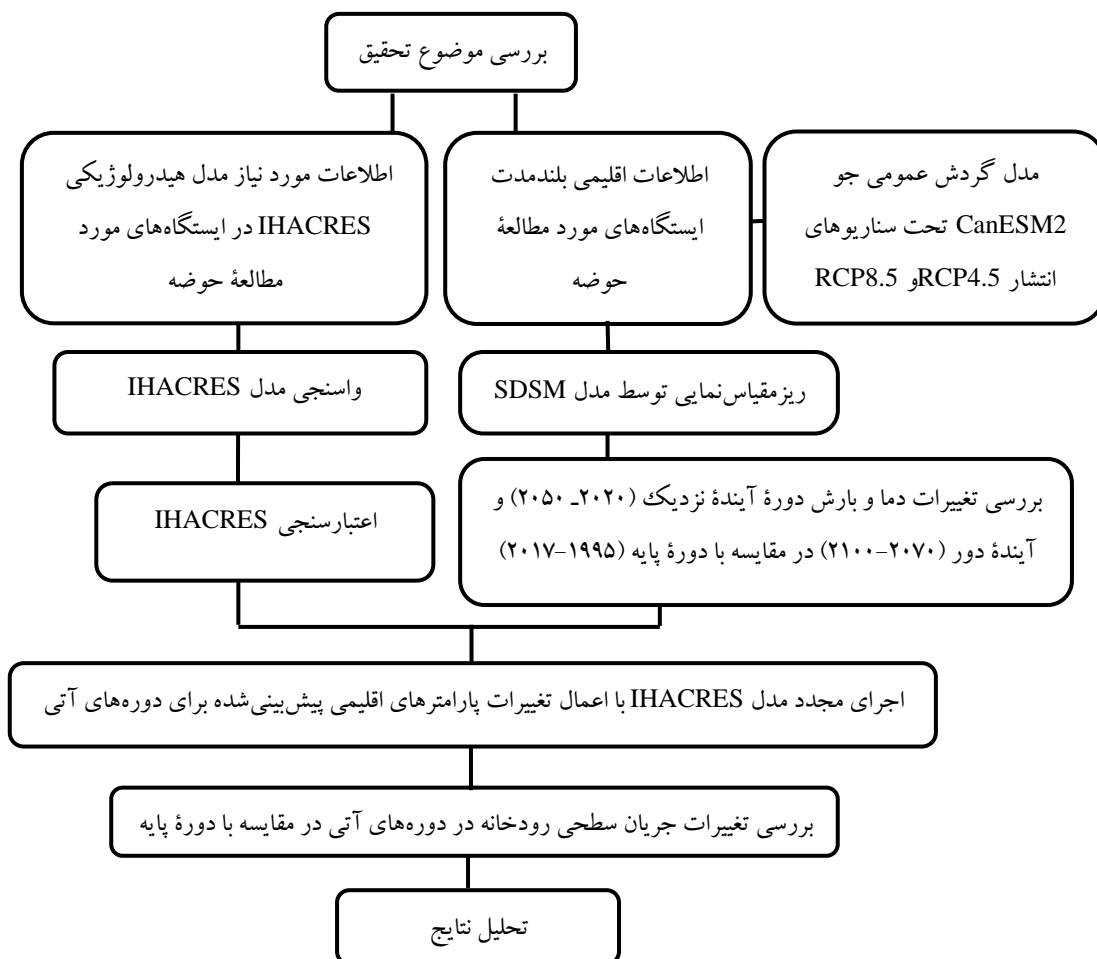 بررسی موضوع تحقیق
اطلاعات مورد نیاز مدل هیدرولوژیکی
IHACRES در ایستگاه‌های مورد
مطالعهٔ حوضه
اطلاعات اقلیمی بلندمدت
ایستگاه‌های مورد مطالعهٔ
حوضه
مدل گردش عمومی جو
CanESM2 تحت سناریوهای
انتشار RCP4.5و RCP8.5
واسنجی مدل IHACRES
ریزمقیاس‌نمایی توسط مدل SDSM
اعتبارسنجی IHACRES
بررسی تغییرات دما و بارش دورهٔ آیندهٔ نزدیک (۲۰۲۰ـ ۲۰۵۰) و
آیندهٔ دور (۲۰۷۰-۲۱۰۰) در مقایسه با دورهٔ پایه (۱۹۹۵-۲۰۱۷)
اجرای مجدد مدل IHACRES با اعمال تغییرات پارامترهای اقلیمی پیش‌بینی‌شده برای دوره‌های آتی
بررسی تغییرات جریان سطحی رودخانه در دوره‌های آتی در مقایسه با دورهٔ پایه
تحلیل نتایج